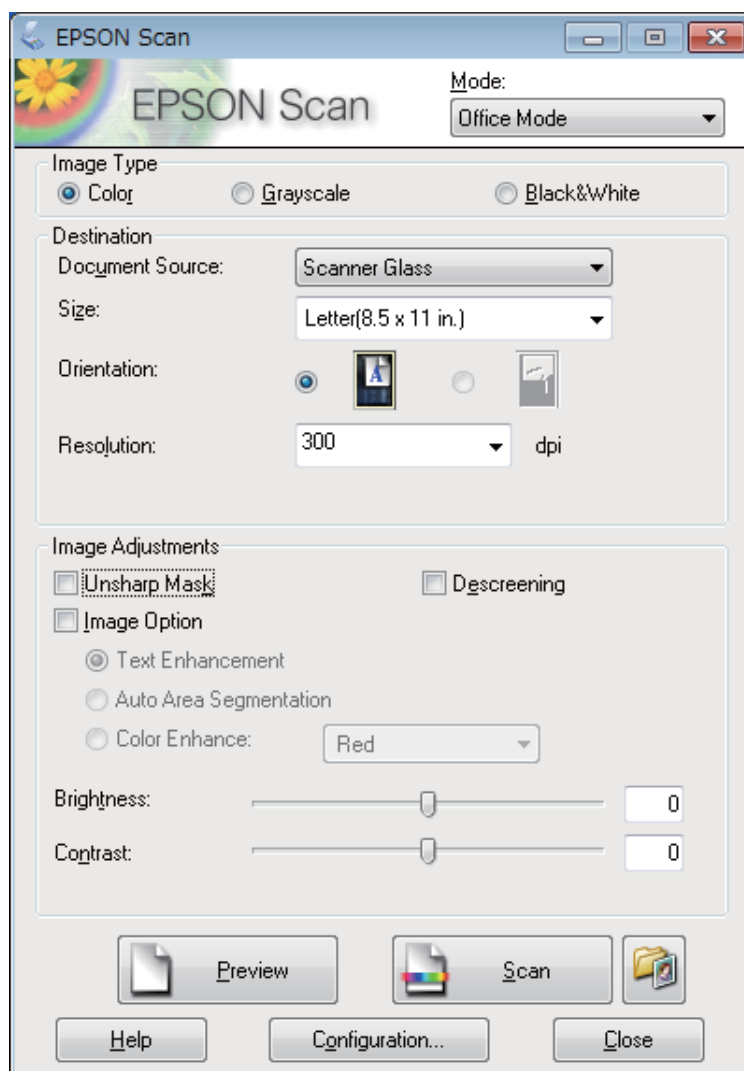 EPSON Scan
EPSON Scan
Mode:
Office Mode
Image Type
Color
Grayscale
Black&White
Destination
Document Source:
Scanner Glass
Size:
Letter(8.5 x 11 in.)
Orientation:
A
Resolution:
300
dpi
Image Adjustments
Unsharp Mask
Descreening
Image Option
Text Enhancement
Auto Area Segmentation
Color Enhance:
Red
Brightness:
0
Contrast:
0
Preview
Scan
Help
Configuration...
Close